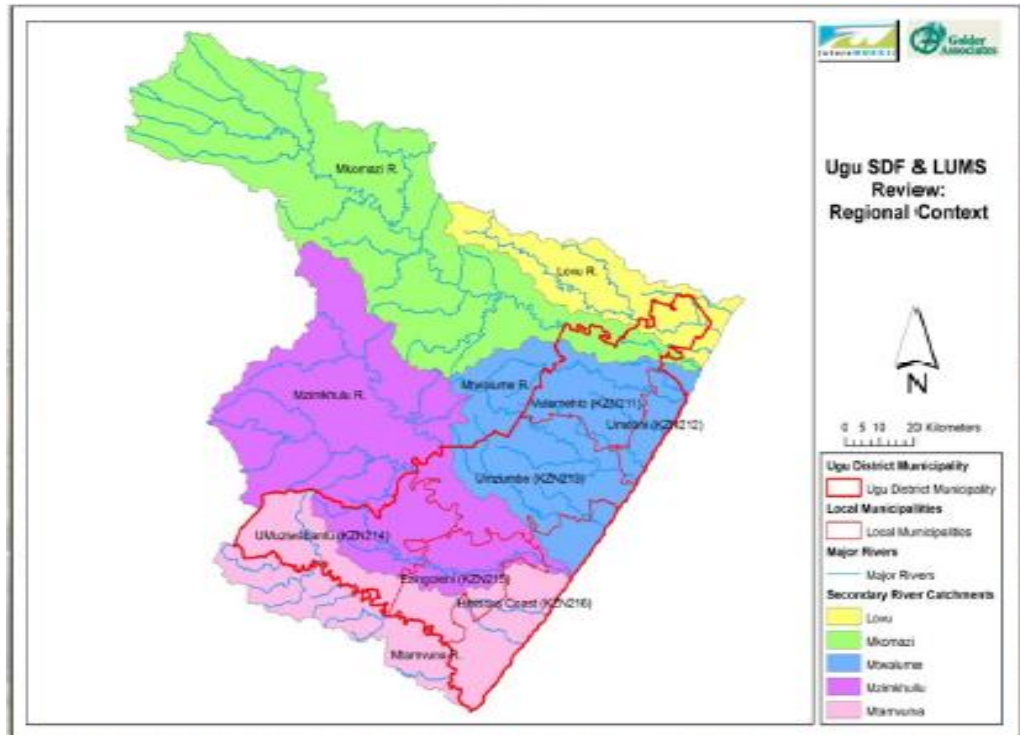 Golder
Associates
Ugu SDF & LUMS
Review:
Regional Context
N
0 5 10 20 Kilometers
Ugu District Municipality
Ugu District Municipality
Local Municipalities
Local Municipalities
Major Rivers
Major Rivers
Secondary River Catchments
Lovu
Mkomazi
Mtwalume
Mzimkhulu
Mtamvuna
Mkomazi R.
Lovu R.
Mzimkhulu R.
Mtwalume R.
Vulamehlo (KZN211)
Umdoni (KZN212)
Umzumbe (KZN213)
UMuziwabantu (KZN214)
Ezingoleni (KZN215)
Hibiscus Coast (KZN216)
Mtamvuna R.